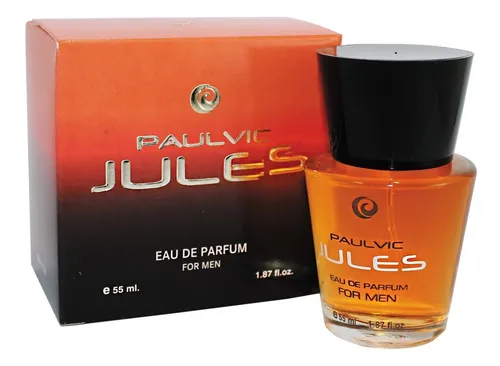 PAULVIC
JULES
EAU DE PARFUM
FOR MEN
1.87 fl.oz.
e 55 ml.
PAULVIC
JULES
EAU DE PARFUM
FOR MEN
e 55 ml. 1.87 fl.oz